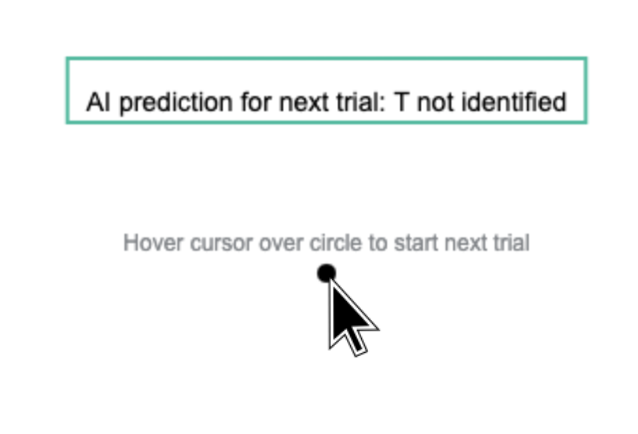 AI prediction for next trial: T not identified
Hover cursor over circle to start next trial